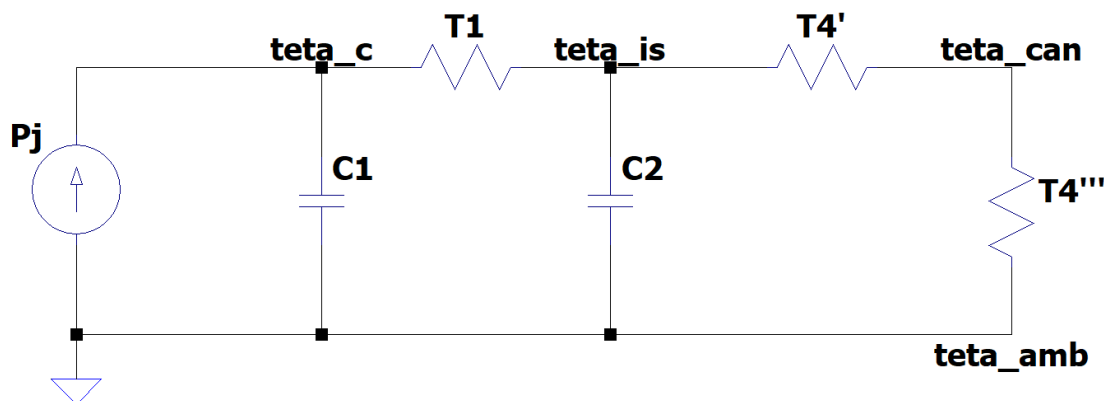 T1
T4'
teta_c
teta_is
teta_can
Pj
C1
C2
T4'''
teta_amb